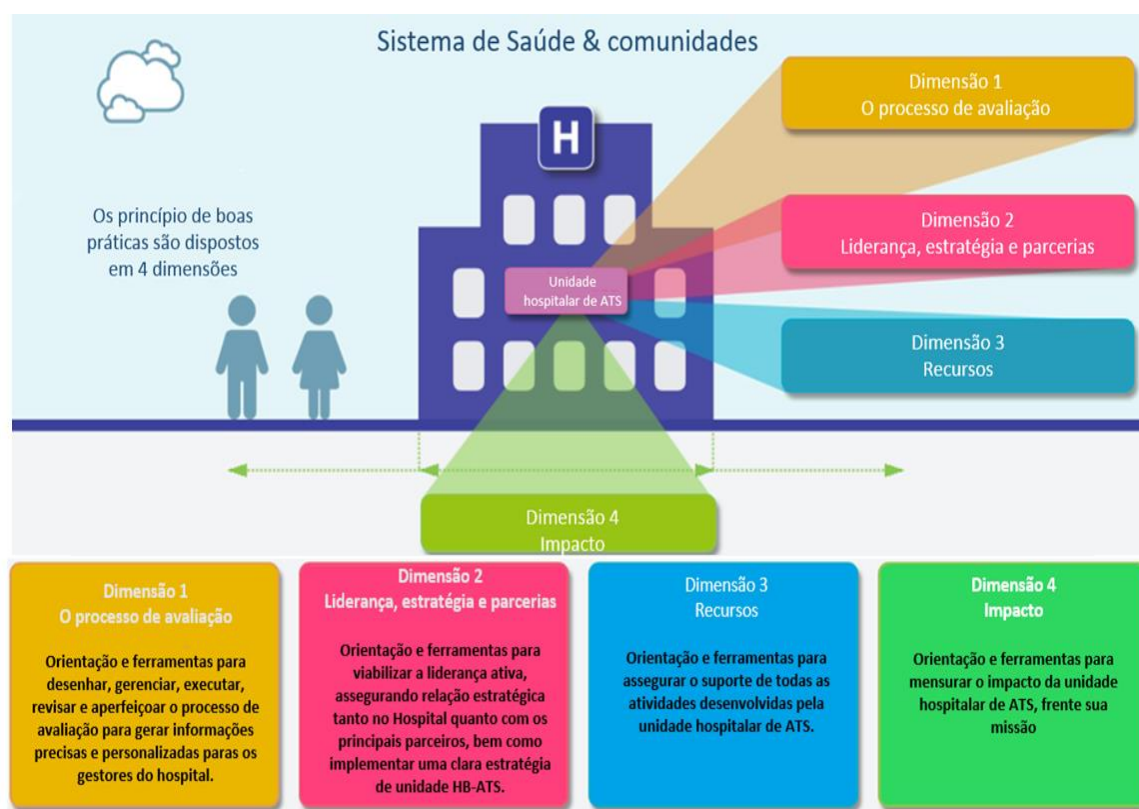 Sistema de Saúde & comunidades
Dimensão 1
O processo de avaliação
H
Os princípio de boas
práticas são dispostos
em 4 dimensões
Dimensão 2
Liderança, estratégia e parcerias
Unidade
hospitalar de ATS
Dimensão 3
Recursos
Dimensão 4
Impacto
Dimensão 1
O processo de avaliação
Orientação e ferramentas para
desenhar, gerenciar, executar,
revisar e aperfeiçoar o processo de
avaliação para gerar informações
precisas e personalizadas paras os
gestores do hospital.
Dimensão 2
Liderança, estratégia e parcerias
Orientação e ferramentas para
viabilizar a liderança ativa,
assegurando relação estratégica
tanto no Hospital quanto com os
principais parceiros, bem como
implementar uma clara estratégia
de unidade HB-ATS.
Dimensão 3
Recursos
Orientação e ferramentas para
assegurar o suporte de todas as
atividades desenvolvidas pela
unidade hospitalar de ATS.
Dimensão 4
Impacto
Orientação e ferramentas para
mensurar o impacto da unidade
hospitalar de ATS, frente sua
missão